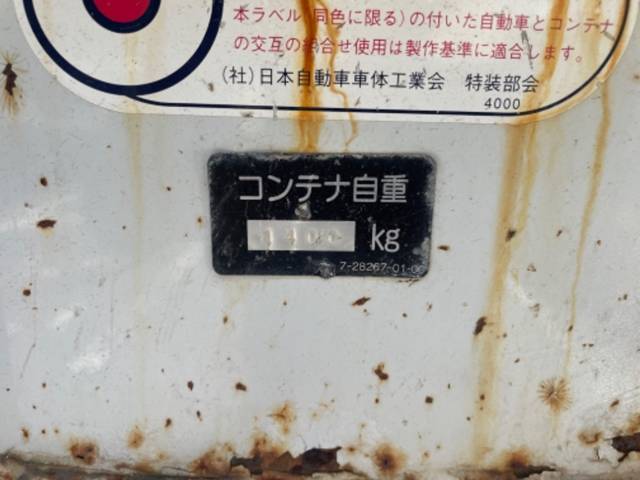 本ラベル(同色に限る)の付いた自動車とコンテナ
の交互の組合せ使用は製作基準に適合します。
(社)日本自動車車体工業会 特装部会
4000
コンテナ自重
kg
7-28267-01-00